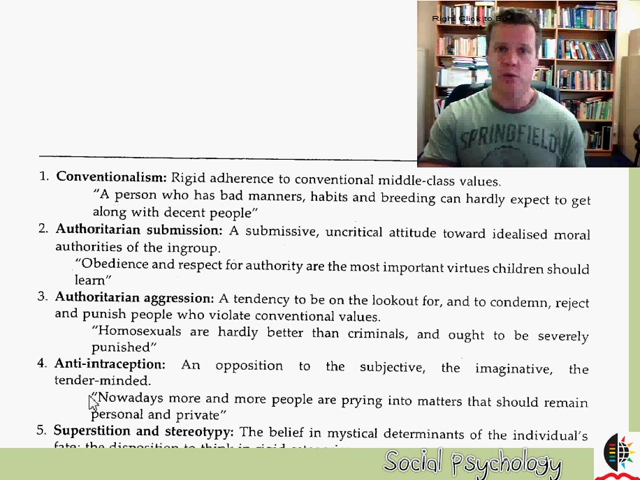 Right Click to
SPRINGFIELD
1. Conventionalism: Rigid adherence to conventional middle-class values.
"A person who has bad manners, habits and breeding can hardly expect to get
along with decent people"
2. Authoritarian submission: A submissive, uncritical attitude toward idealised moral
authorities of the ingroup.
"Obedience and respect for authority are the most important virtues children should
learn"
3. Authoritarian aggression: A tendency to be on the lookout for, and to condemn, reject
and punish people who violate conventional values.
"Homosexuals are hardly better than criminals, and ought to be severely
punished"
4. Anti-intraception: An opposition to the subjective, the imaginative, the
tender-minded.
"Nowadays more and more people are prying into matters that should remain
personal and private"
5. Superstition and stereotypy: The belief in mystical determinants of the individual's
Social Psychology